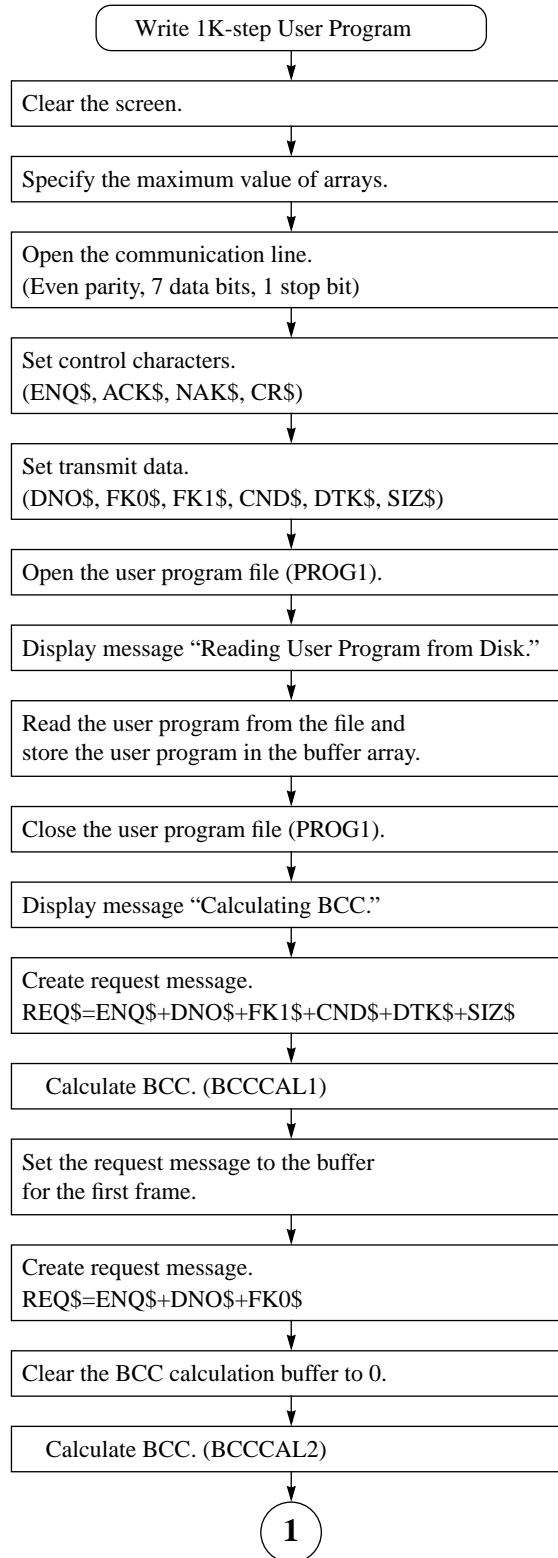 Write 1K-step User Program
Clear the screen.
Specify the maximum value of arrays.
Open the communication line.
(Even parity, 7 data bits, 1 stop bit)
Set control characters.
(ENQ$, ACK$, NAK$, CR$)
Set transmit data.
(DNO$, FK0$, FK1$, CND$, DTK$, SIZ$)
Open the user program file (PROG1).
Display message “Reading User Program from Disk.”
Read the user program from the file and
store the user program in the buffer array.
Close the user program file (PROG1).
Display message “Calculating BCC.”
Create request message.
REQ$=ENQ$+DNO$+FK1$+CND$+DTK$+SIZ$
Calculate BCC. (BCCCAL1)
Set the request message to the buffer
for the first frame.
Create request message.
REQ$=ENQ$+DNO$+FK0$
Clear the BCC calculation buffer to 0.
Calculate BCC. (BCCCAL2)
1